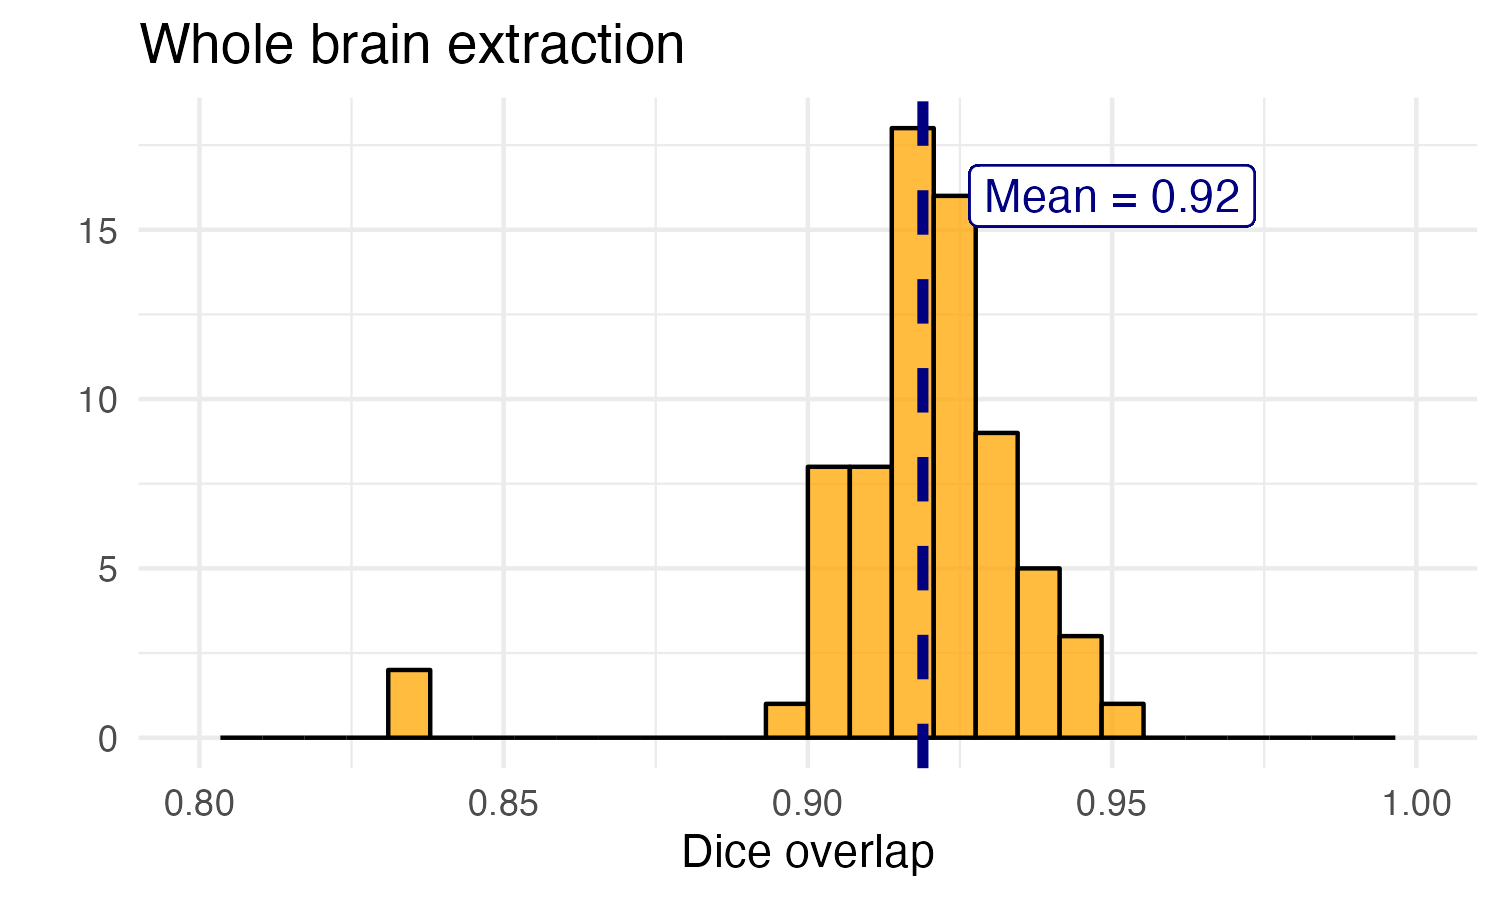 Whole brain extraction
Mean = 0.92
15
10
5
0
0.80 0.85 0.90 0.95 1.00
Dice overlap